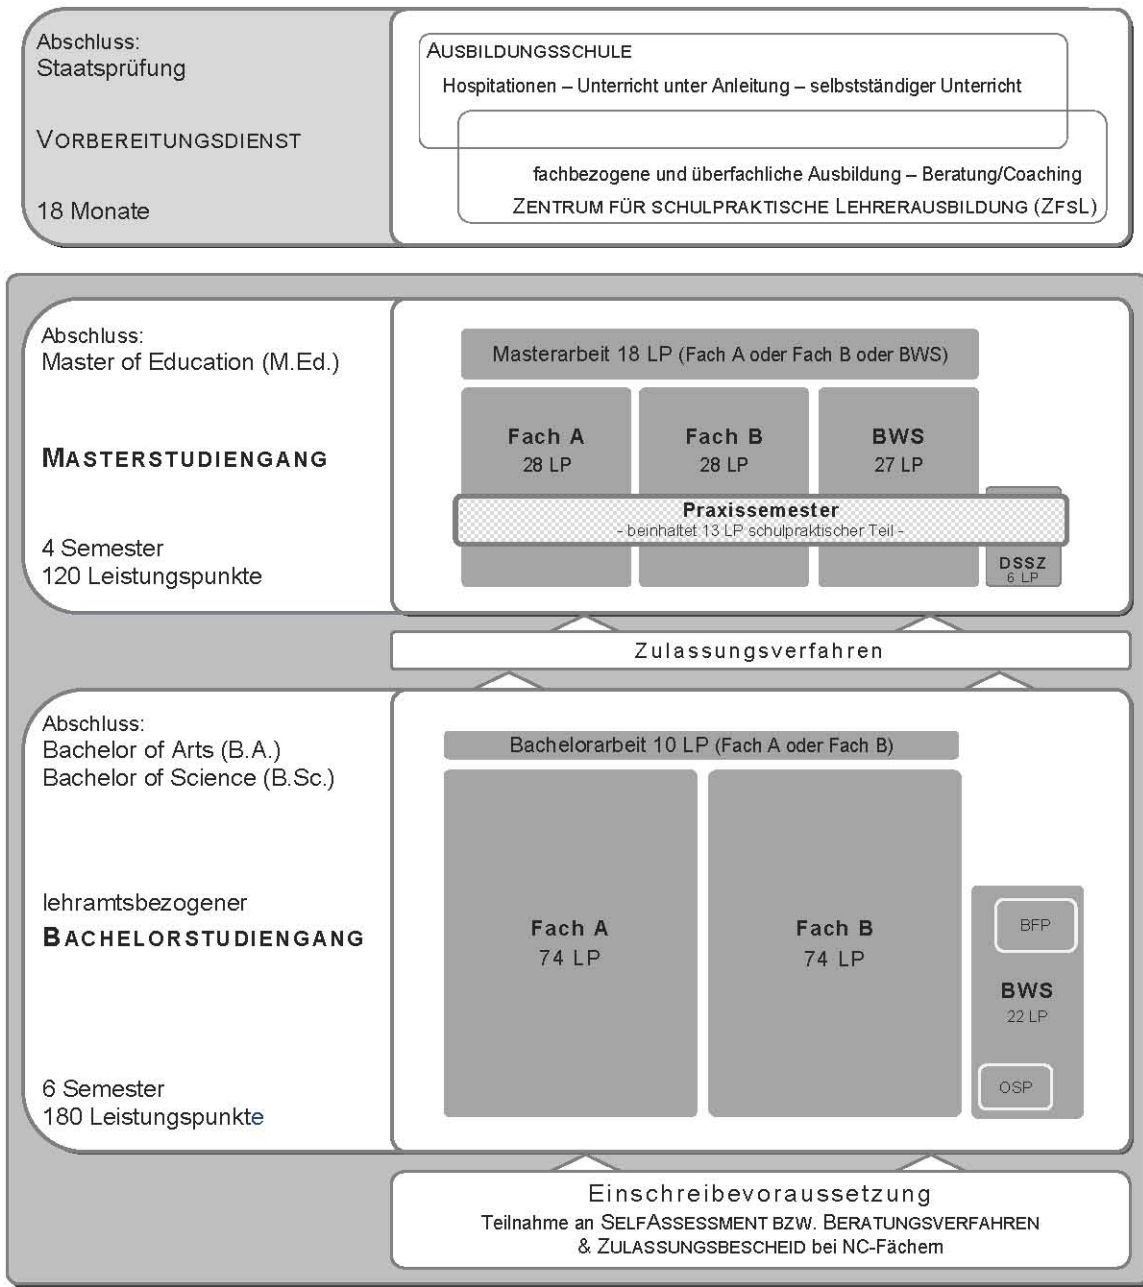 Abschluss:
Staatsprüfung
VORBEREITUNGSDIENST
18 Monate
AUSBILDUNGSSCHULE
Hospitationen – Unterricht unter Anleitung – selbstständiger Unterricht
fachbezogene und überfachliche Ausbildung – Beratung/Coaching
ZENTRUM FÜR SCHULPRAKTISCHE LEHRERAUSBILDUNG (ZFSL)
Abschluss:
Master of Education (M.Ed.)
MASTERSTUDIENGANG
4 Semester
120 Leistungspunkte
Masterarbeit 18 LP (Fach A oder Fach B oder BWS)
Fach A
28 LP
Fach B
28 LP
BWS
27 LP
Praxissemester
- beinhaltet 13 LP schulpraktischer Teil -
DSSZ
6 LP
Zulassungsverfahren
Abschluss:
Bachelor of Arts (B.A.)
Bachelor of Science (B.Sc.)
lehramtsbezogener
BACHELORSTUDIENGANG
6 Semester
180 Leistungspunkte
Bachelorarbeit 10 LP (Fach A oder Fach B)
Fach A
74 LP
Fach B
74 LP
BFP
BWS
22 LP
OSP
Einschreibevoraussetzung
Teilnahme an SELFASSESSMENT BZW. BERATUNGSVERFAHREN
& ZULASSUNGSBESCHEID bei NC-Fächern